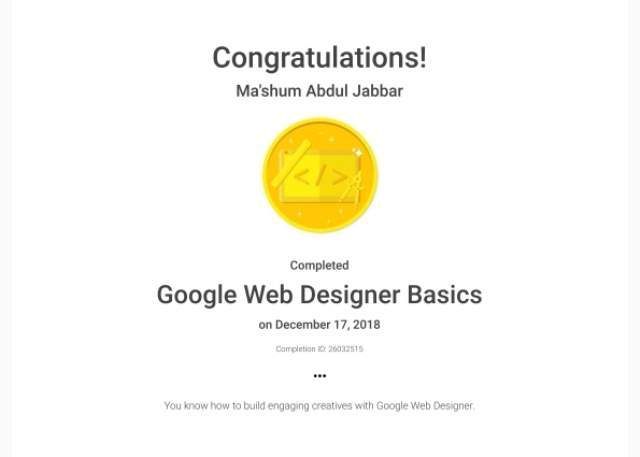 Congratulations!
Ma'shum Abdul Jabbar
</>
Completed
Google Web Designer Basics
on December 17, 2018
Completion ID: 26032515
•••
You know how to build engaging creatives with Google Web Designer.